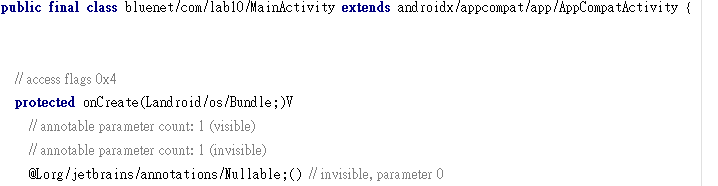 public final class bluenet/com/lab10/MainActivity extends androidx/appcompat/app/AppCompatActivity {
// access flags 0x4
protected onCreate(Landroid/os/Bundle;)V
// annotable parameter count: 1 (visible)
// annotable parameter count: 1 (invisible)
@Lorg/jetbrains/annotations/Nullable;() // invisible, parameter 0